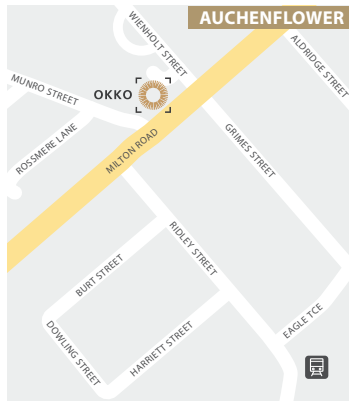 AUCHENFLOWER
WIENHOLT STREET
ALDRIDGE STREET
MUNRO STREET
OKKO
ROSSMERE LANE
MILTON ROAD
GRIMES STREET
RIDLEY STREET
BURT STREET
EAGLE TCE
DOWLING STREET
HARRIETT STREET